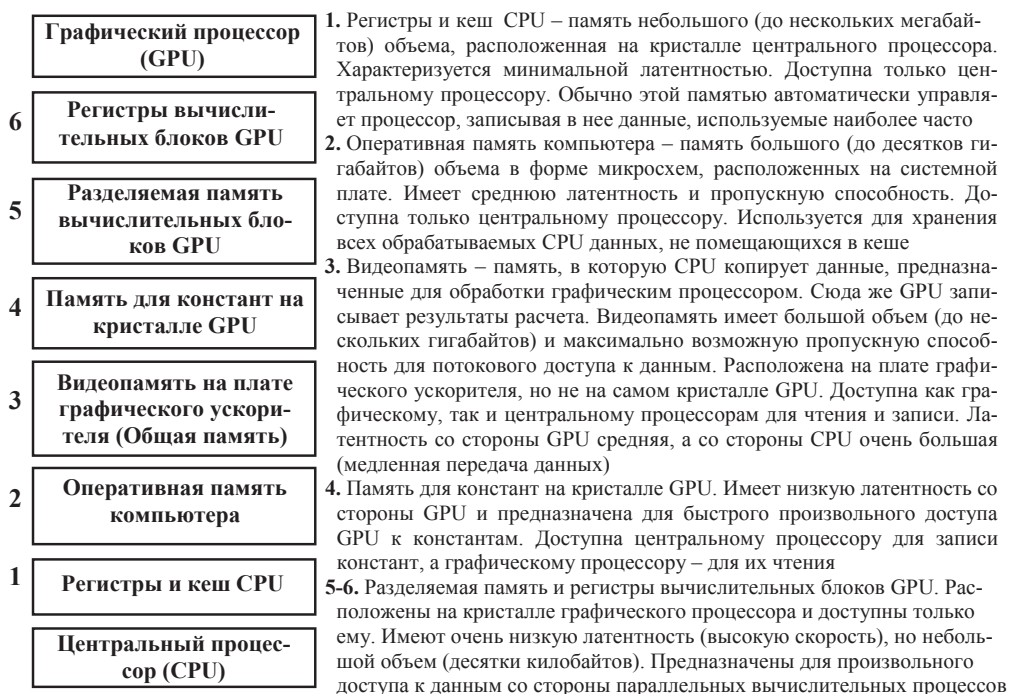 Графический процессор
(GPU)
6
Регистры вычисли-
тельных блоков GPU
5
Разделяемая память
вычислительных бло-
ков GPU
4
Память для констант на
кристалле GPU
3
Видеопамять на плате
графического ускори-
теля (Общая память)
2
Оперативная память
компьютера
1
Регистры и кеш CPU
Центральный процес-
сор (CPU)
1. Регистры и кеш CPU – память небольшого (до нескольких мегабай-
тов) объема, расположенная на кристалле центрального процессора.
Характеризуется минимальной латентностью. Доступна только цен-
тральному процессору. Обычно этой памятью автоматически управля-
ет процессор, записывая в нее данные, используемые наиболее часто
2. Оперативная память компьютера – память большого (до десятков ги-
габайтов) объема в форме микросхем, расположенных на системной
плате. Имеет среднюю латентность и пропускную способность. До-
ступна только центральному процессору. Используется для хранения
всех обрабатываемых CPU данных, не помещающихся в кеше
3. Видеопамять – память, в которую CPU копирует данные, предназна-
ченные для обработки графическим процессором. Сюда же GPU запи-
сывает результаты расчета. Видеопамять имеет большой объем (до не-
скольких гигабайтов) и максимально возможную пропускную способ-
ность для потокового доступа к данным. Расположена на плате графи-
ческого ускорителя, но не на самом кристалле GPU. Доступна как гра-
фическому, так и центральному процессорам для чтения и записи. Ла-
тентность со стороны GPU средняя, а со стороны CPU очень большая
(медленная передача данных)
4. Память для констант на кристалле GPU. Имеет низкую латентность со
стороны GPU и предназначена для быстрого произвольного доступа
GPU к константам. Доступна центральному процессору для записи
констант, а графическому процессору – для их чтения
5-6. Разделяемая память и регистры вычислительных блоков GPU. Рас-
положены на кристалле графического процессора и доступны только
ему. Имеют очень низкую латентность (высокую скорость), но неболь-
шой объем (десятки килобайтов). Предназначены для произвольного
доступа к данным со стороны параллельных вычислительных процессов